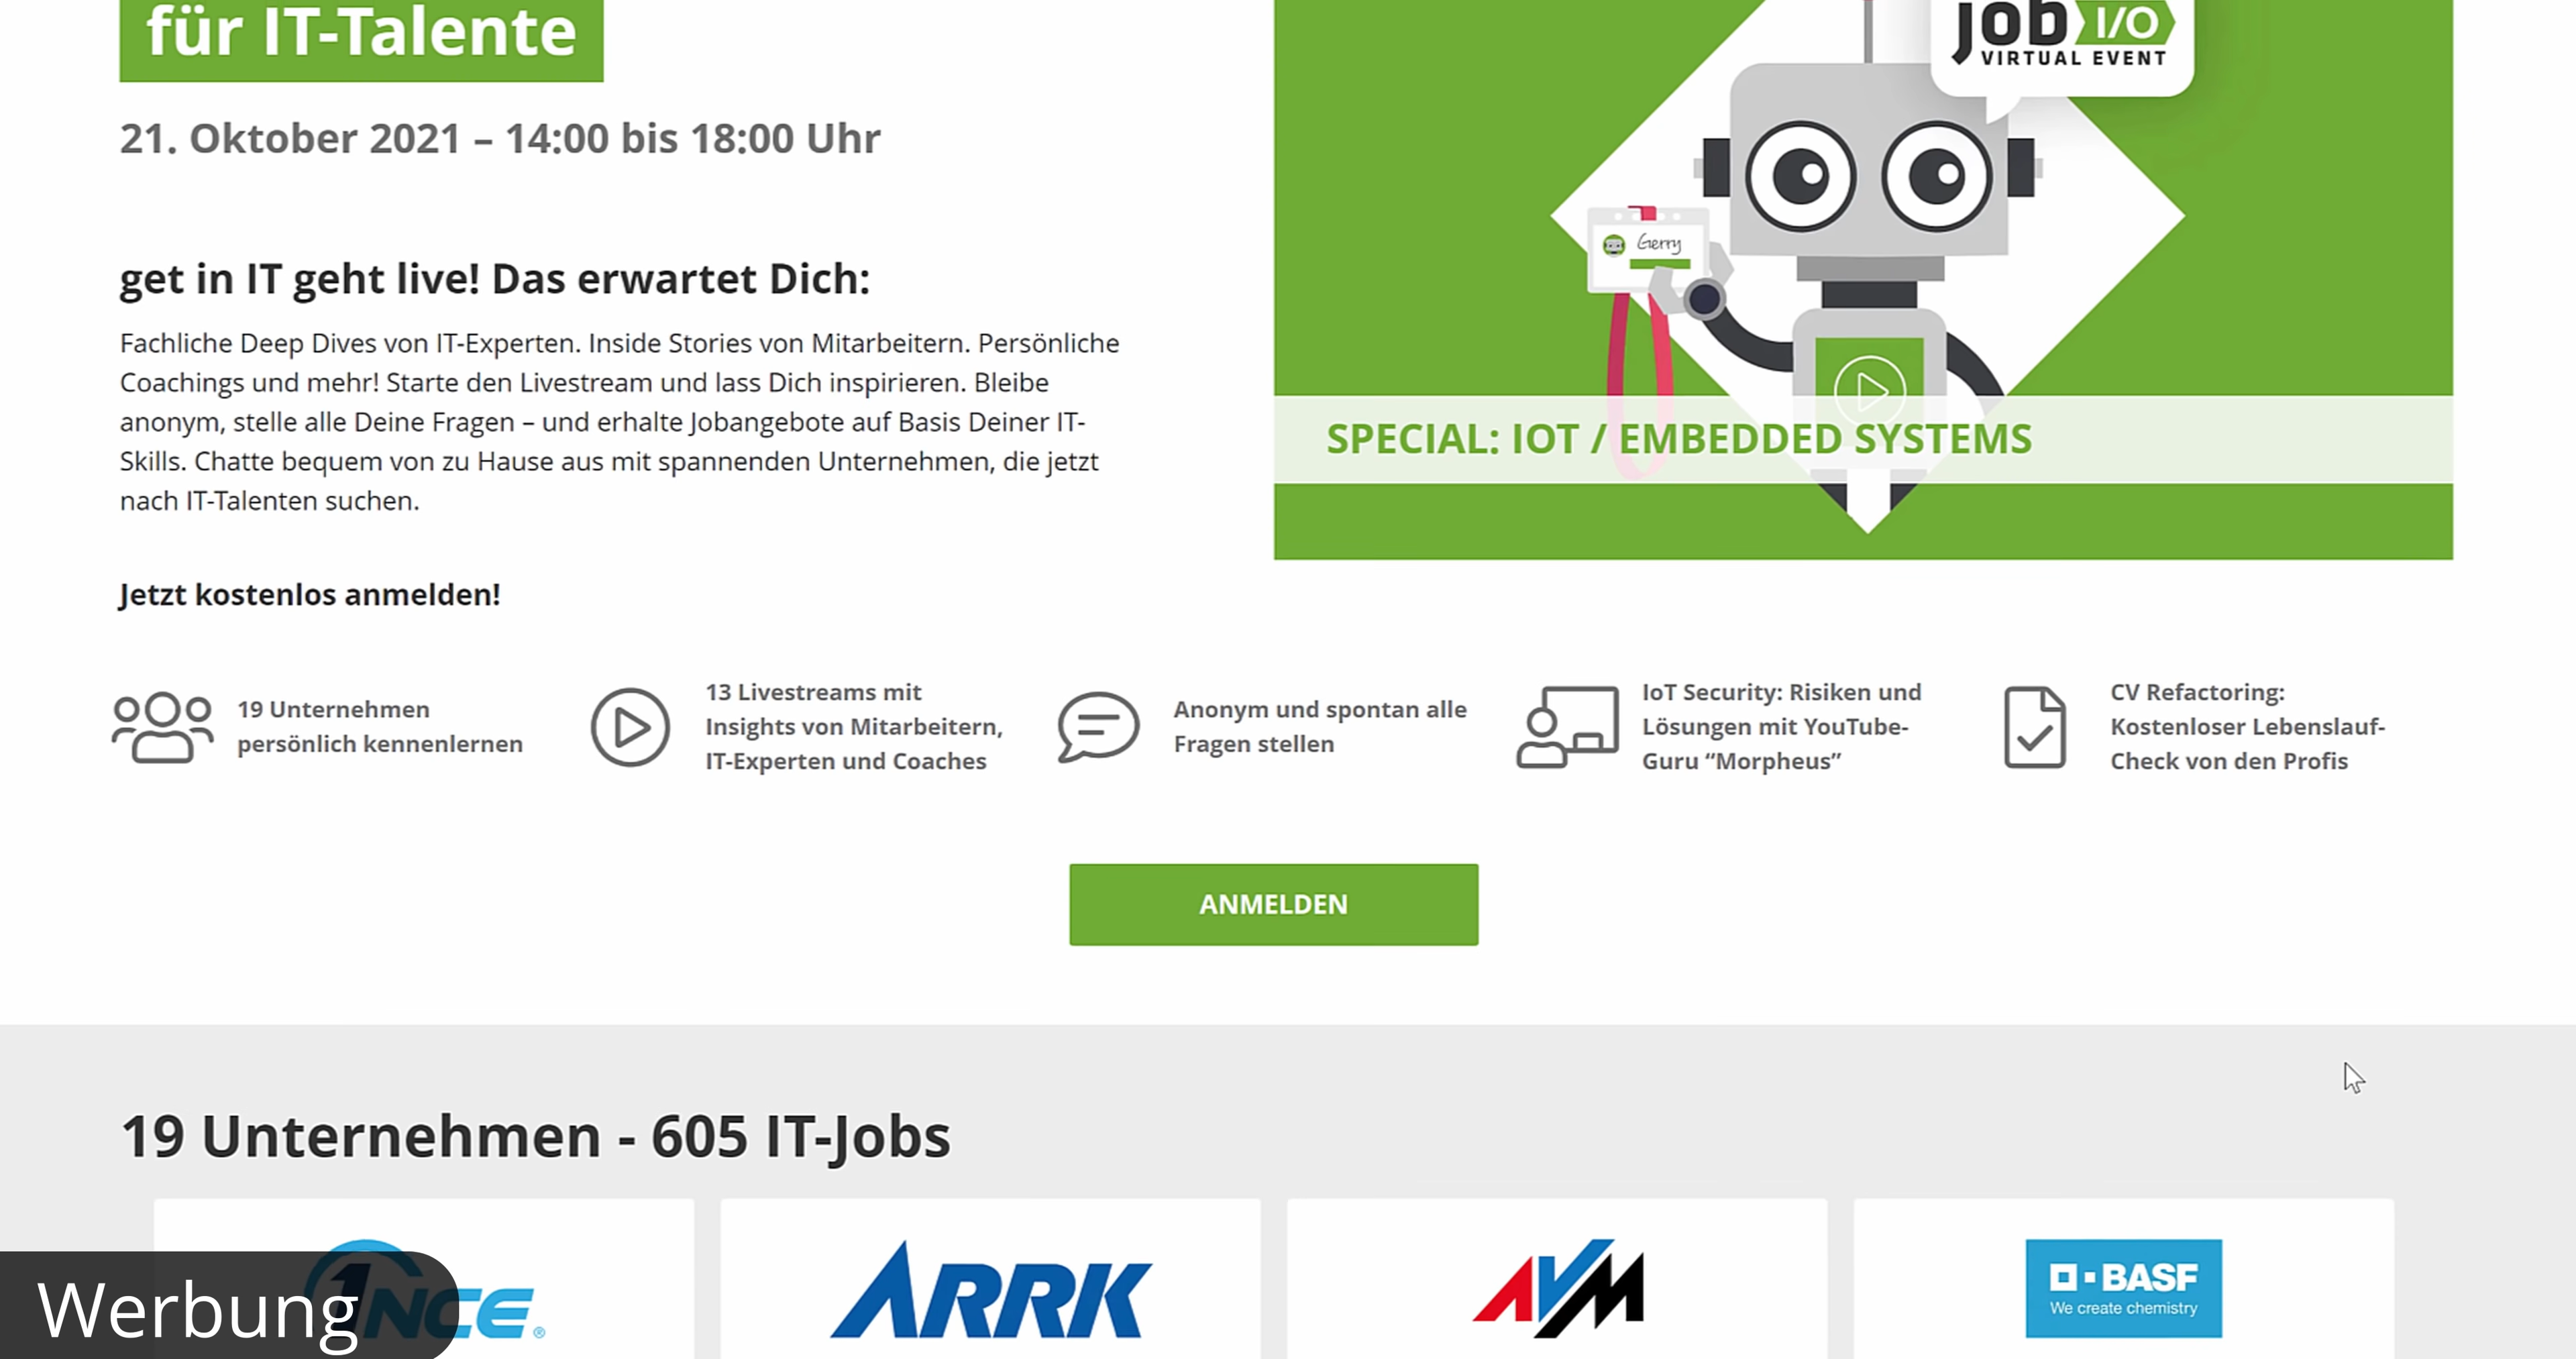 für IT-Talente
21. Oktober 2021 – 14:00 bis 18:00 Uhr
get in IT geht live! Das erwartet Dich:
Fachliche Deep Dives von IT-Experten. Inside Stories von Mitarbeitern. Persönliche
Coachings und mehr! Starte den Livestream und lass Dich inspirieren. Bleibe
anonym, stelle alle Deine Fragen – und erhalte Jobangebote auf Basis Deiner IT-
Skills. Chatte bequem von zu Hause aus mit spannenden Unternehmen, die jetzt
nach IT-Talenten suchen.
Jetzt kostenlos anmelden!
job I/O
VIRTUAL EVENT
Gerry
SPECIAL: IOT / EMBEDDED SYSTEMS
19 Unternehmen
persönlich kennenlernen
13 Livestreams mit
Insights von Mitarbeitern,
IT-Experten und Coaches
Anonym und spontan alle
Fragen stellen
IoT Security: Risiken und
Lösungen mit YouTube-
Guru “Morpheus”
CV Refactoring:
Kostenloser Lebenslauf-
Check von den Profis
ANMELDEN
19 Unternehmen - 605 IT-Jobs
1NCE®
ARRK
AVM
BASF
We create chemistry
Werbung